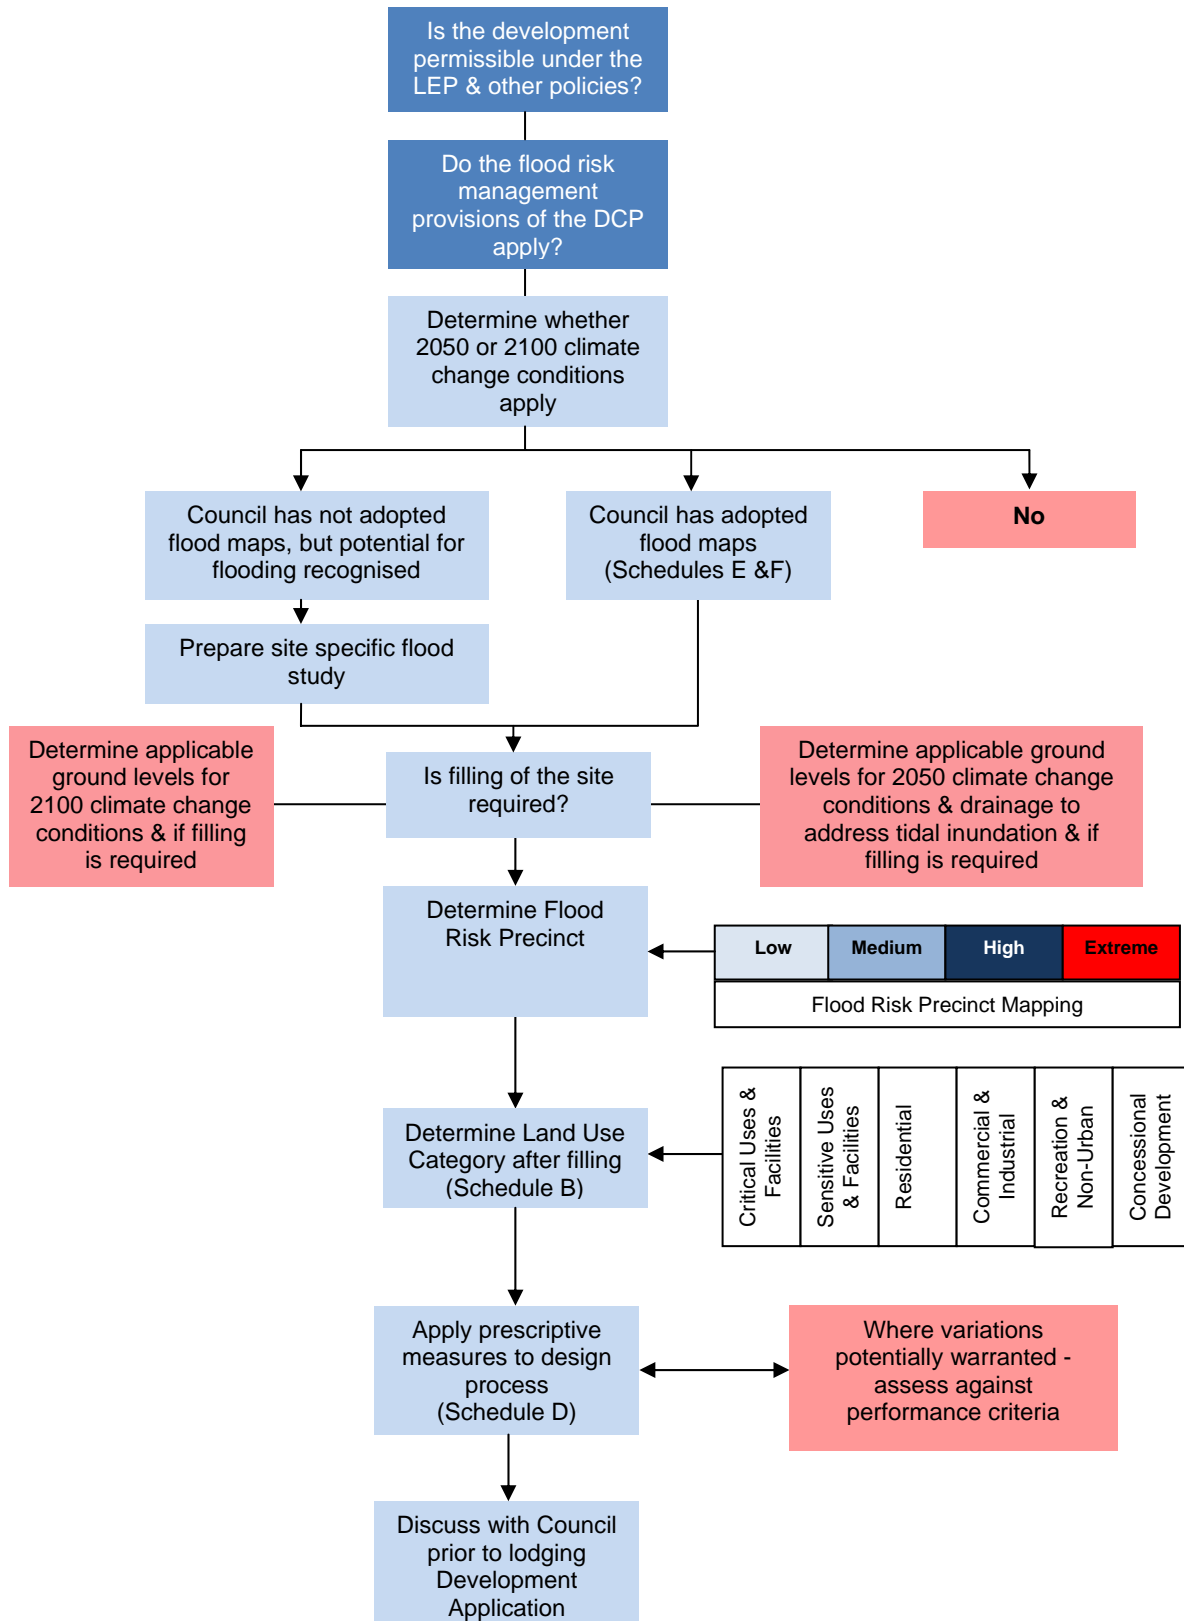 Is the development
permissible under the
LEP & other policies?
Do the flood risk
management
provisions of the DCP
apply?
Determine whether
2050 or 2100 climate
change conditions
apply
Council has not adopted
flood maps, but potential for
flooding recognised
Council has adopted
flood maps
(Schedules E &F)
No
Prepare site specific flood
study
Determine applicable
ground levels for
2100 climate change
conditions & if filling
is required
Is filling of the site
required?
Determine applicable ground
levels for 2050 climate change
conditions & drainage to
address tidal inundation & if
filling is required
Determine Flood
Risk Precinct
Low
Medium
High
Extreme
Flood Risk Precinct Mapping
Determine Land Use
Category after filling
(Schedule B)
Critical Uses &
Facilities
Sensitive Uses
& Facilities
Residential
Commercial &
Industrial
Recreation &
Non-Urban
Concessional
Development
Apply prescriptive
measures to design
process
(Schedule D)
Where variations
potentially warranted -
assess against
performance criteria
Discuss with Council
prior to lodging
Development
Application